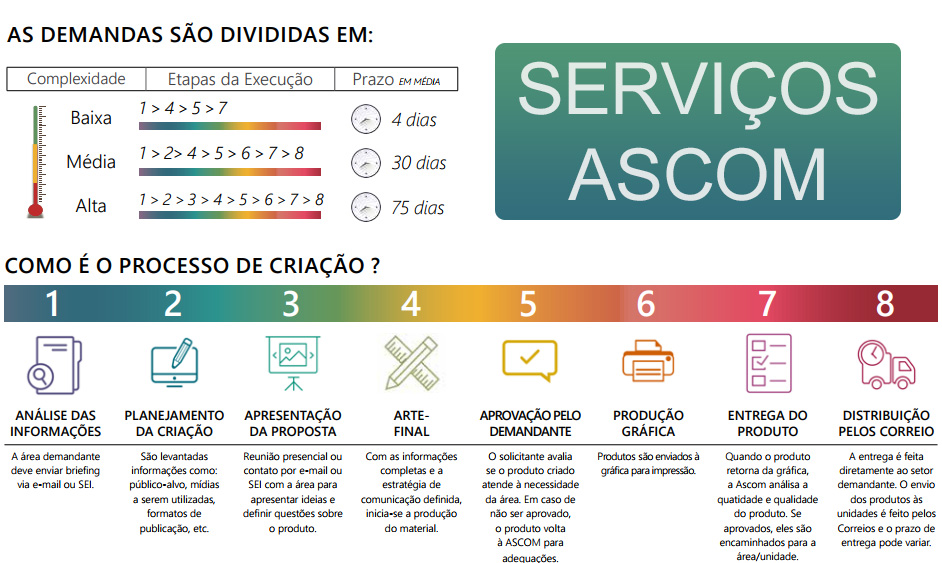 AS DEMANDAS SÃO DIVIDIDAS EM:
Complexidade Etapas da Execução Prazo EM MÉDIA
Baixa 1 > 4 > 5 > 7 4 dias
Média 1 > 2> 4 > 5 > 6 > 7 > 8 30 dias
Alta 1 > 2 > 3 > 4 > 5 > 6 > 7 > 8 75 dias
SERVIÇOS
ASCOM
COMO É O PROCESSO DE CRIAÇÃO ?
1 2 3 4 5 6 7 8
ANÁLISE DAS
INFORMAÇÕES
A área demandante
deve enviar briefing
via e-mail ou SEI.
PLANEJAMENTO
DA CRIAÇÃO
São levantadas
informações como:
público-alvo, mídias
a serem utilizadas,
formatos de
publicação, etc.
APRESENTAÇÃO
DA PROPOSTA
Reunião presencial ou
contato por e-mail ou
SEI com a área para
apresentar ideias e
definir questões sobre
o produto.
ARTE-
FINAL
Com as informações
completas e a
estratégia de
comunicação definida,
inicia-se a produção
do material.
APROVAÇÃO PELO
DEMANDANTE
O solicitante avalia
se o produto criado
atende à necessidade
da área. Em caso de
não ser aprovado,
o produto volta
à ASCOM para
adequações.
PRODUÇÃO
GRÁFICA
Produtos são enviados à
gráfica para impressão.
ENTREGA DO
PRODUTO
Quando o produto
retorna da gráfica,
a Ascom análisa a
quatidade e qualidade
do produto. Se
aprovados, eles são
encaminhados para a
área/unidade.
DISTRIBUIÇÃO
PELOS CORREIO
A entrega é feita
diretamente ao setor
demandante. O envio
dos produtos às
unidades é feito pelos
Correios e o prazo de
entrega pode variar.